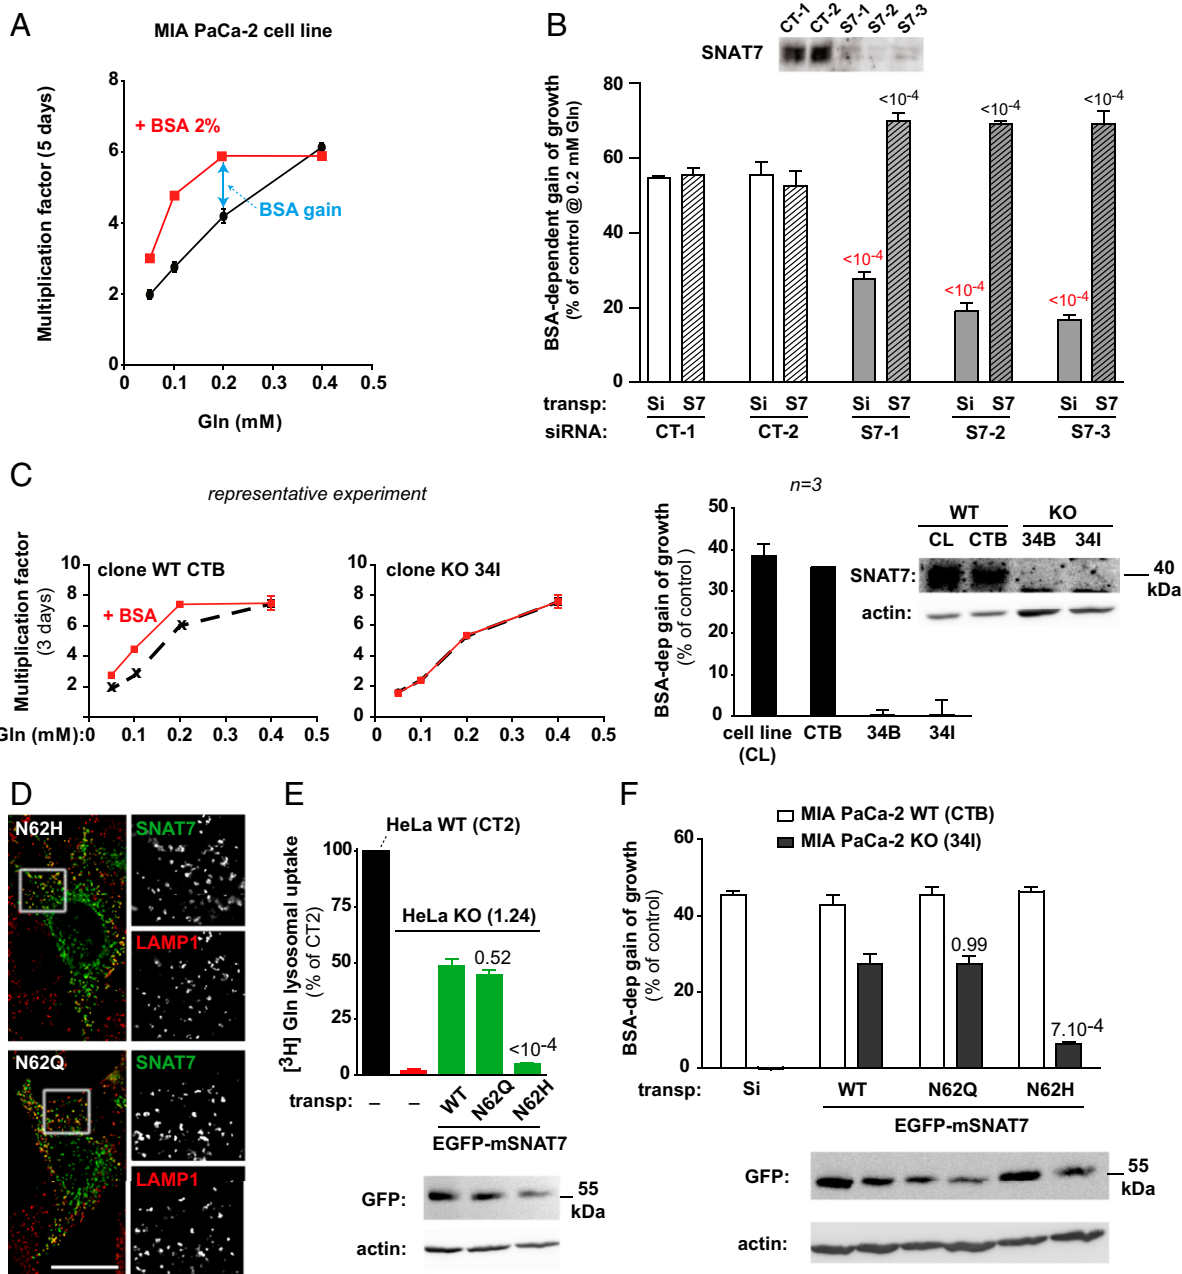 A
MIA PaCa-2 cell line
Multiplication factor (5 days)
8
6
4
2
0
+ BSA 2%
BSA gain
0 0.1 0.2 0.3 0.4 0.5
Gln (mM)
B
CT-1 CT-2 S7-1 S7-2 S7-3
SNAT7
BSA-dependent gain of growth
(% of control @ 0.2 mM Gln)
80
60
40
20
0
<10-4 <10-4 <10-4
<10-4 <10-4 <10-4
transp: Si S7 Si S7 Si S7 Si S7 Si S7
siRNA: CT-1 CT-2 S7-1 S7-2 S7-3
C
representative experiment
Multiplication factor
(3 days)
clone WT CTB
+ BSA
10
8
6
4
2
Gln (mM): 0 0.1 0.2 0.3 0.4 0.5
clone KO 34I
10
8
6
4
2
0 0.1 0.2 0.3 0.4 0.5
n=3
BSA-dep gain of growth
(% of control)
50
40
30
20
10
0
cell line (CL) CTB 34B 34I
WT KO
CL CTB 34B 34I
SNAT7:
40 kDa
actin:
D
N62H
SNAT7
LAMP1
N62Q
SNAT7
LAMP1
E
[3H] Gln lysosomal uptake
(% of CT2)
100
75
50
25
0
HeLa WT (CT2)
HeLa KO (1.24)
0.52
<10-4
transp: – – WT N62Q N62H
EGFP-mSNAT7
GFP:
55 kDa
actin:
F
MIA PaCa-2 WT (CTB)
MIA PaCa-2 KO (34I)
BSA-dep gain of growth
(% of control)
60
40
20
0
0.99
7.10-4
transp: Si WT N62Q N62H
EGFP-mSNAT7
GFP:
55 kDa
actin: